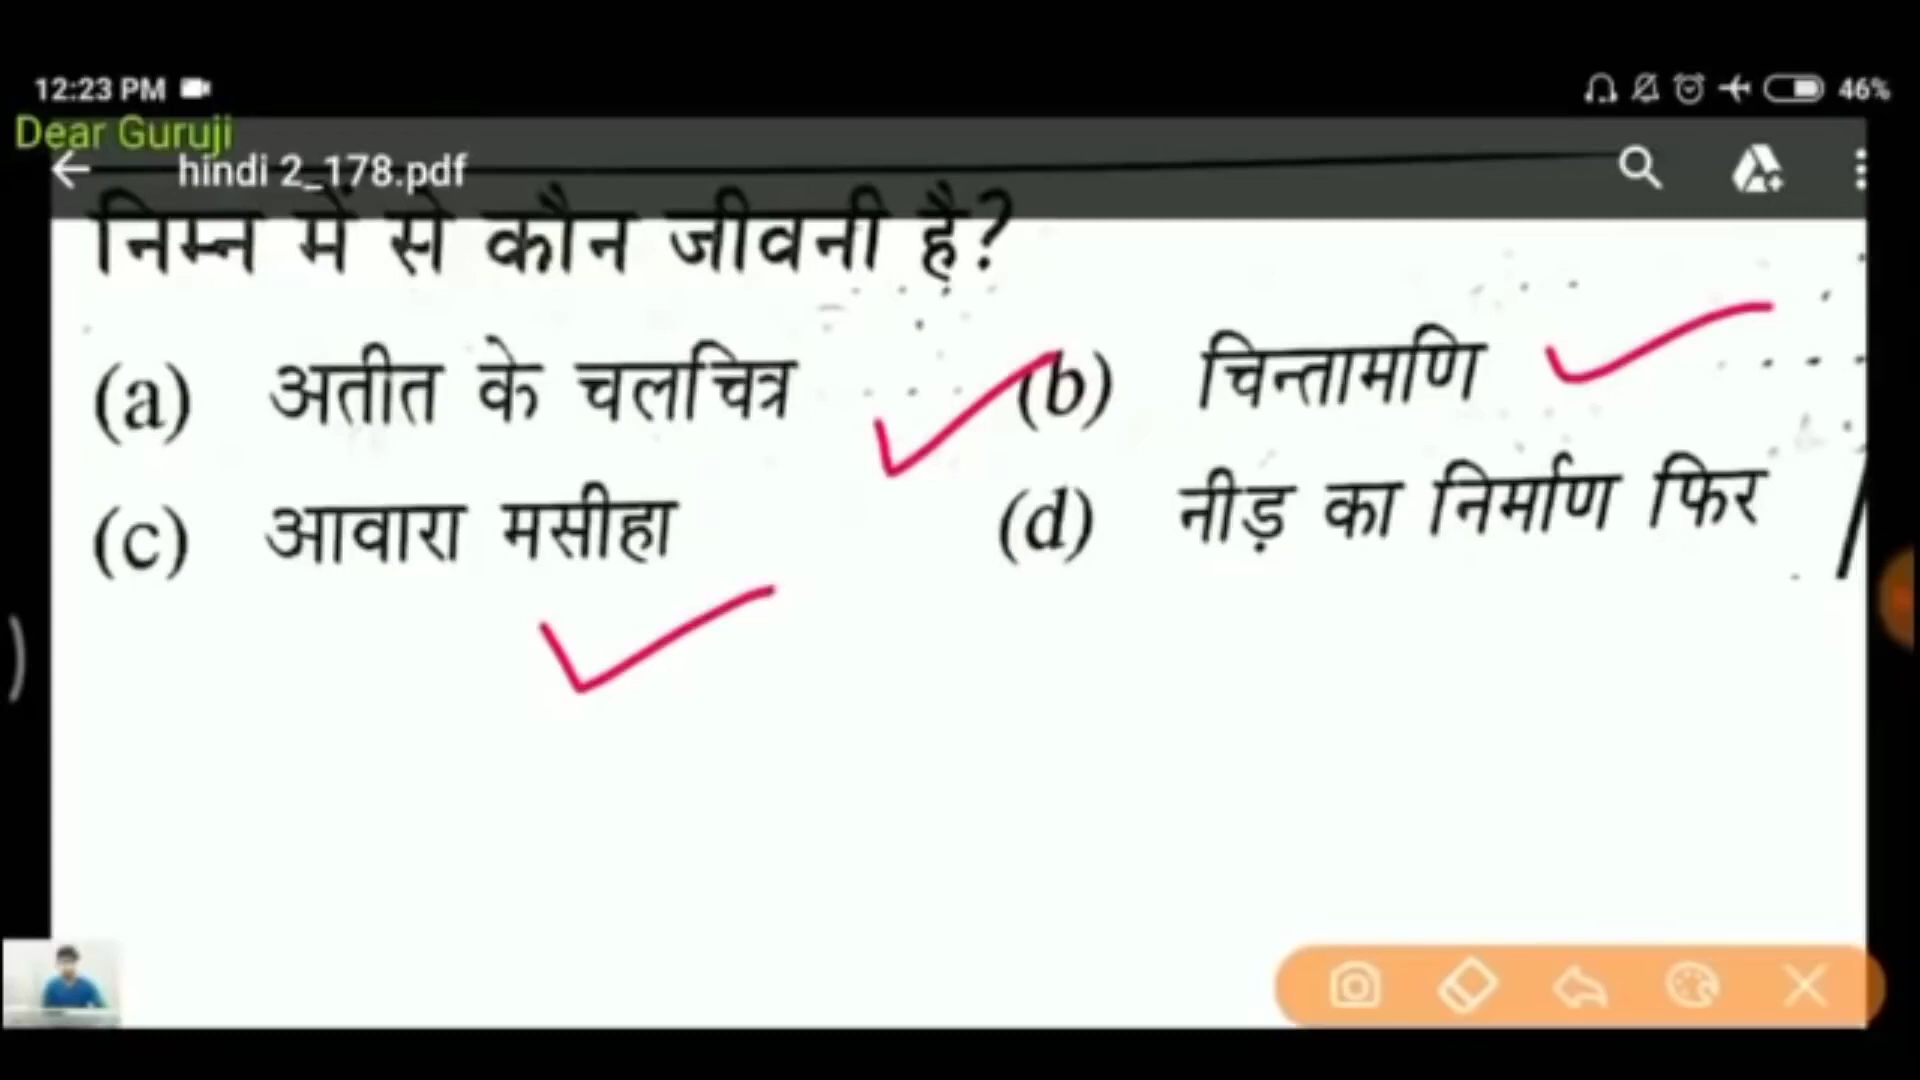 12:23 PM
46%
Dear Guruji
hindi 2_178.pdf
निम्न में से कौन जीवनी है?
(a) अतीत के चलचित्र (b) चिन्तामणि
(c) आवारा मसीहा (d) नीड़ का निर्माण फिर